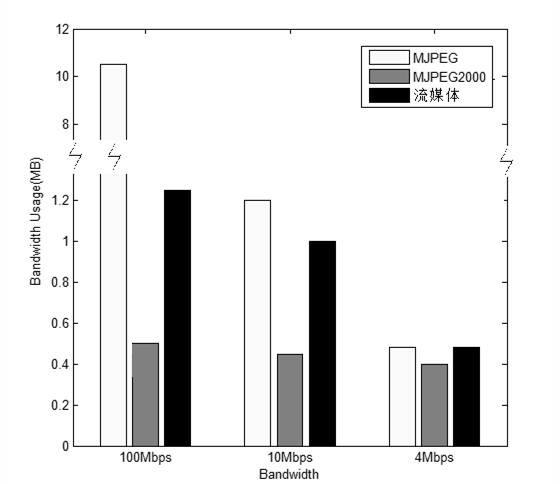 12
10
8
1.2
1
0.8
0.6
0.4
0.2
0
Bandwidth Usage(MB)
MJPEG
MJPEG2000
流媒体
100Mbps
10Mbps
4Mbps
Bandwidth